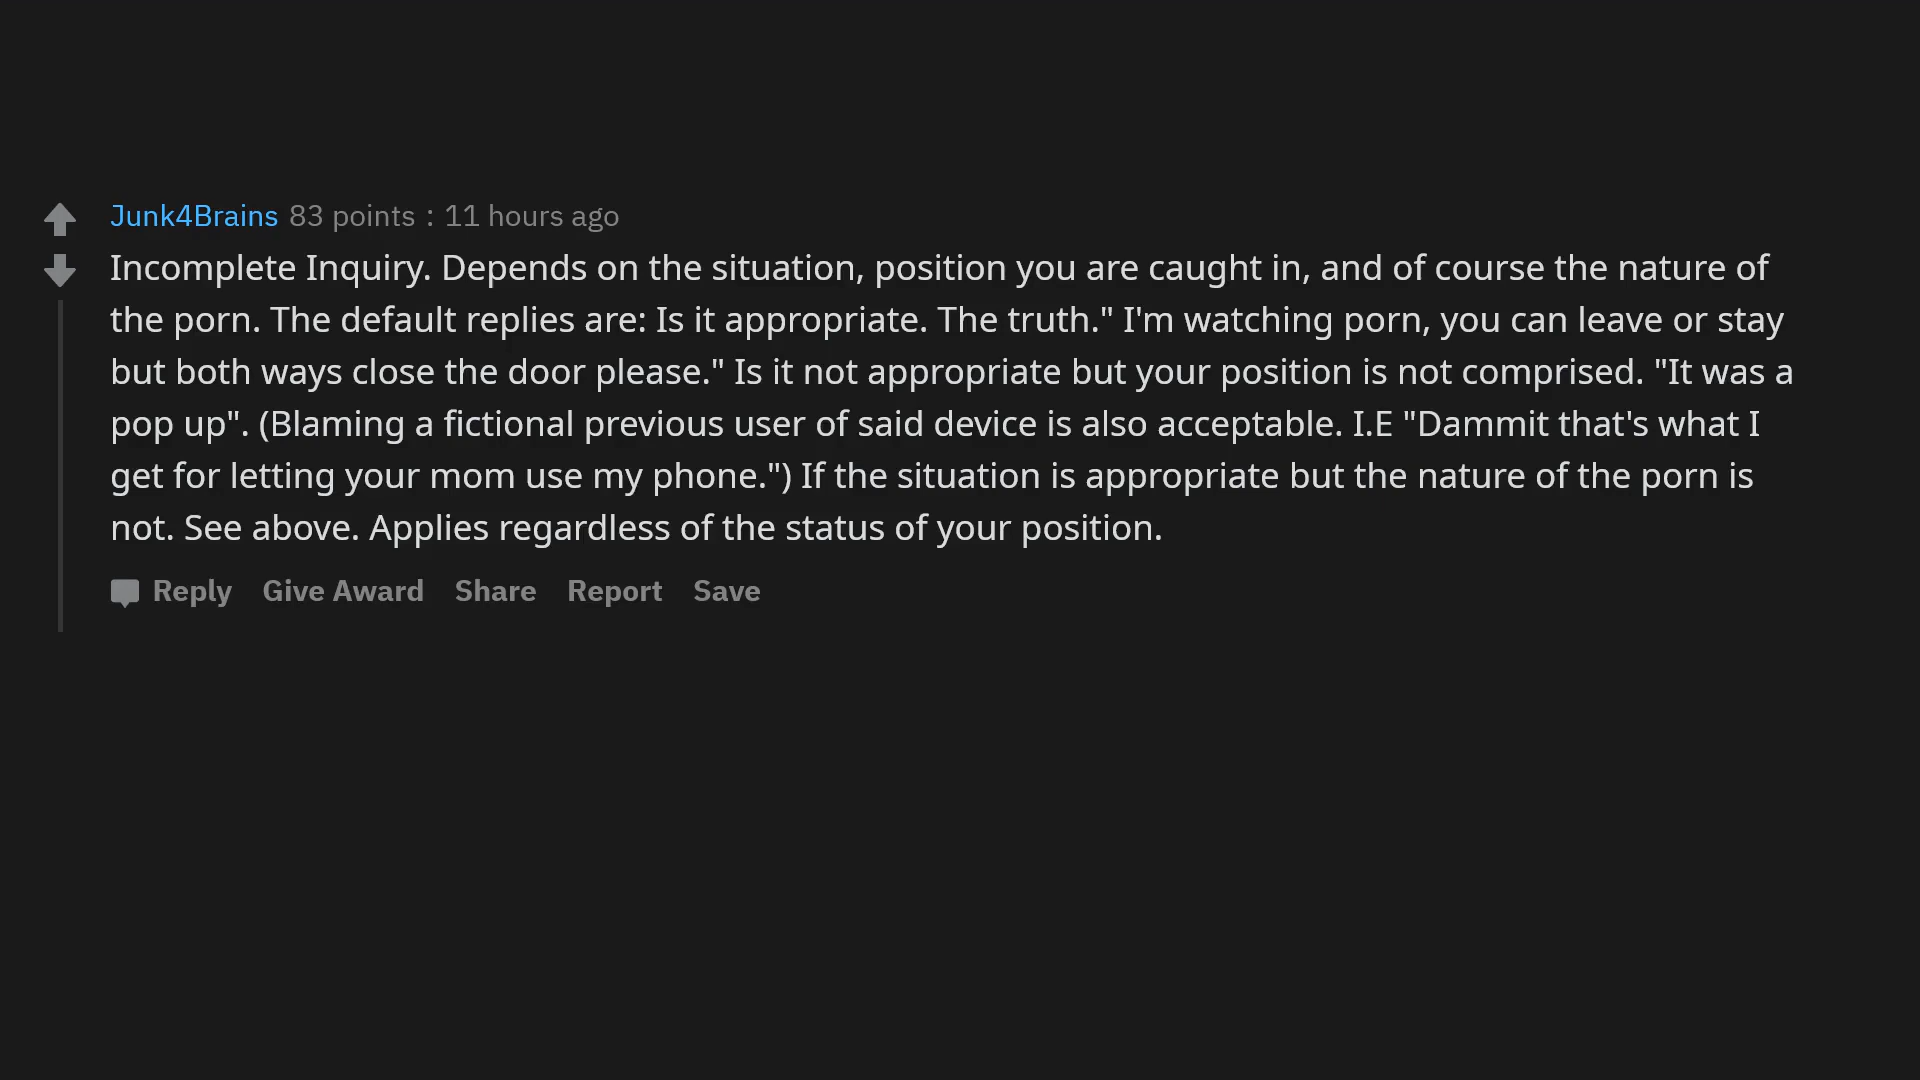 Junk4Brains 83 points : 11 hours ago
Incomplete Inquiry. Depends on the situation, position you are caught in, and of course the nature of
the porn. The default replies are: Is it appropriate. The truth." I'm watching porn, you can leave or stay
but both ways close the door please." Is it not appropriate but your position is not comprised. "It was a
pop up". (Blaming a fictional previous user of said device is also acceptable. I.E "Dammit that's what I
get for letting your mom use my phone.") If the situation is appropriate but the nature of the porn is
not. See above. Applies regardless of the status of your position.
Reply Give Award Share Report Save